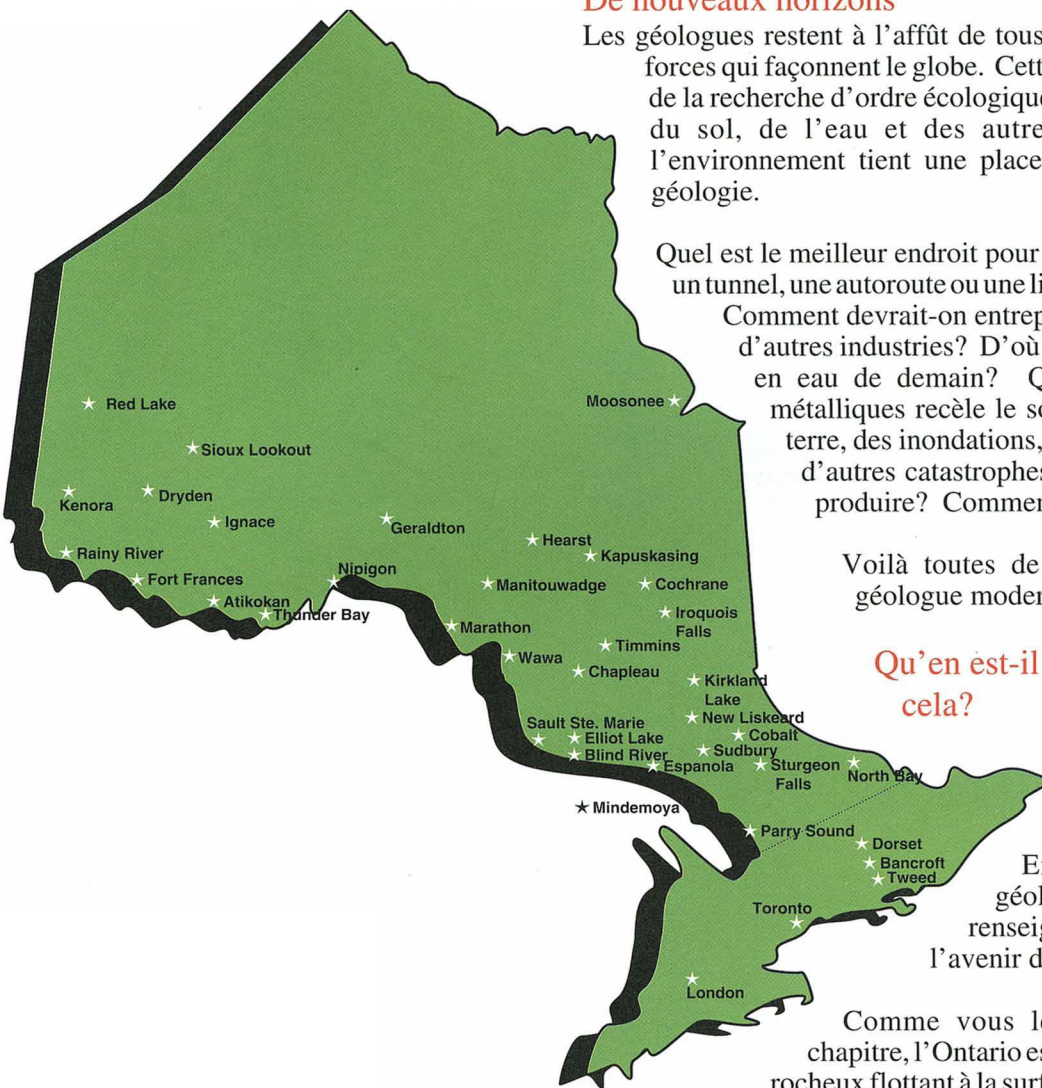 De nouveaux horizons
Les géologues restent à l'affût de tous
forces qui façonnent le globe. Cett
de la recherche d'ordre écologique
du sol, de l'eau et des autre
l'environnement tient une place
géologie.
Quel est le meilleur endroit pour
un tunnel, une autoroute ou une li
Comment devrait-on entrep
d'autres industries? D'où
en eau de demain? Q
métalliques recèle le so
terre, des inondations,
d'autres catastrophes
produire? Commen
Voilà toutes de
géologue moder
Qu'en est-il
cela?
En
géol
renseig
l'avenir d
Comme vous le
chapitre, l'Ontario es
rocheux flottant à la surf
Red Lake
Moosonee
Sioux Lookout
Kenora
Dryden
Ignace
Geraldton
Hearst
Kapuskasing
Rainy River
Fort Frances
Nipigon
Manitouwadge
Cochrane
Atikokan
Thunder Bay
Iroquois
Falls
Marathon
Timmins
Wawa
Chapleau
Kirkland
Lake
New Liskeard
Sault Ste. Marie
Elliot Lake
Cobalt
Blind River
Sudbury
Espanola
Sturgeon
Falls
North Bay
Mindemoya
Parry Sound
Dorset
Bancroft
Tweed
Toronto
London